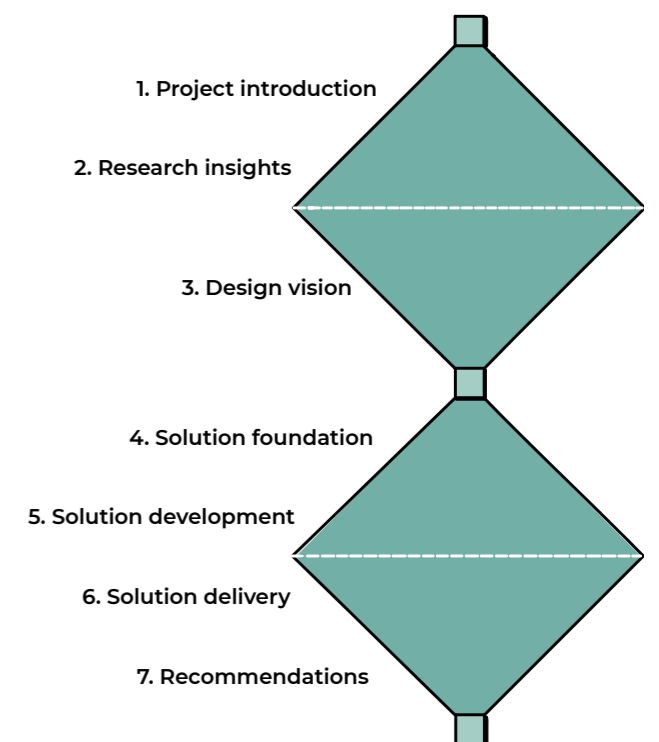 1. Project introduction
2. Research insights
3. Design vision
4. Solution foundation
5. Solution development
6. Solution delivery
7. Recommendations